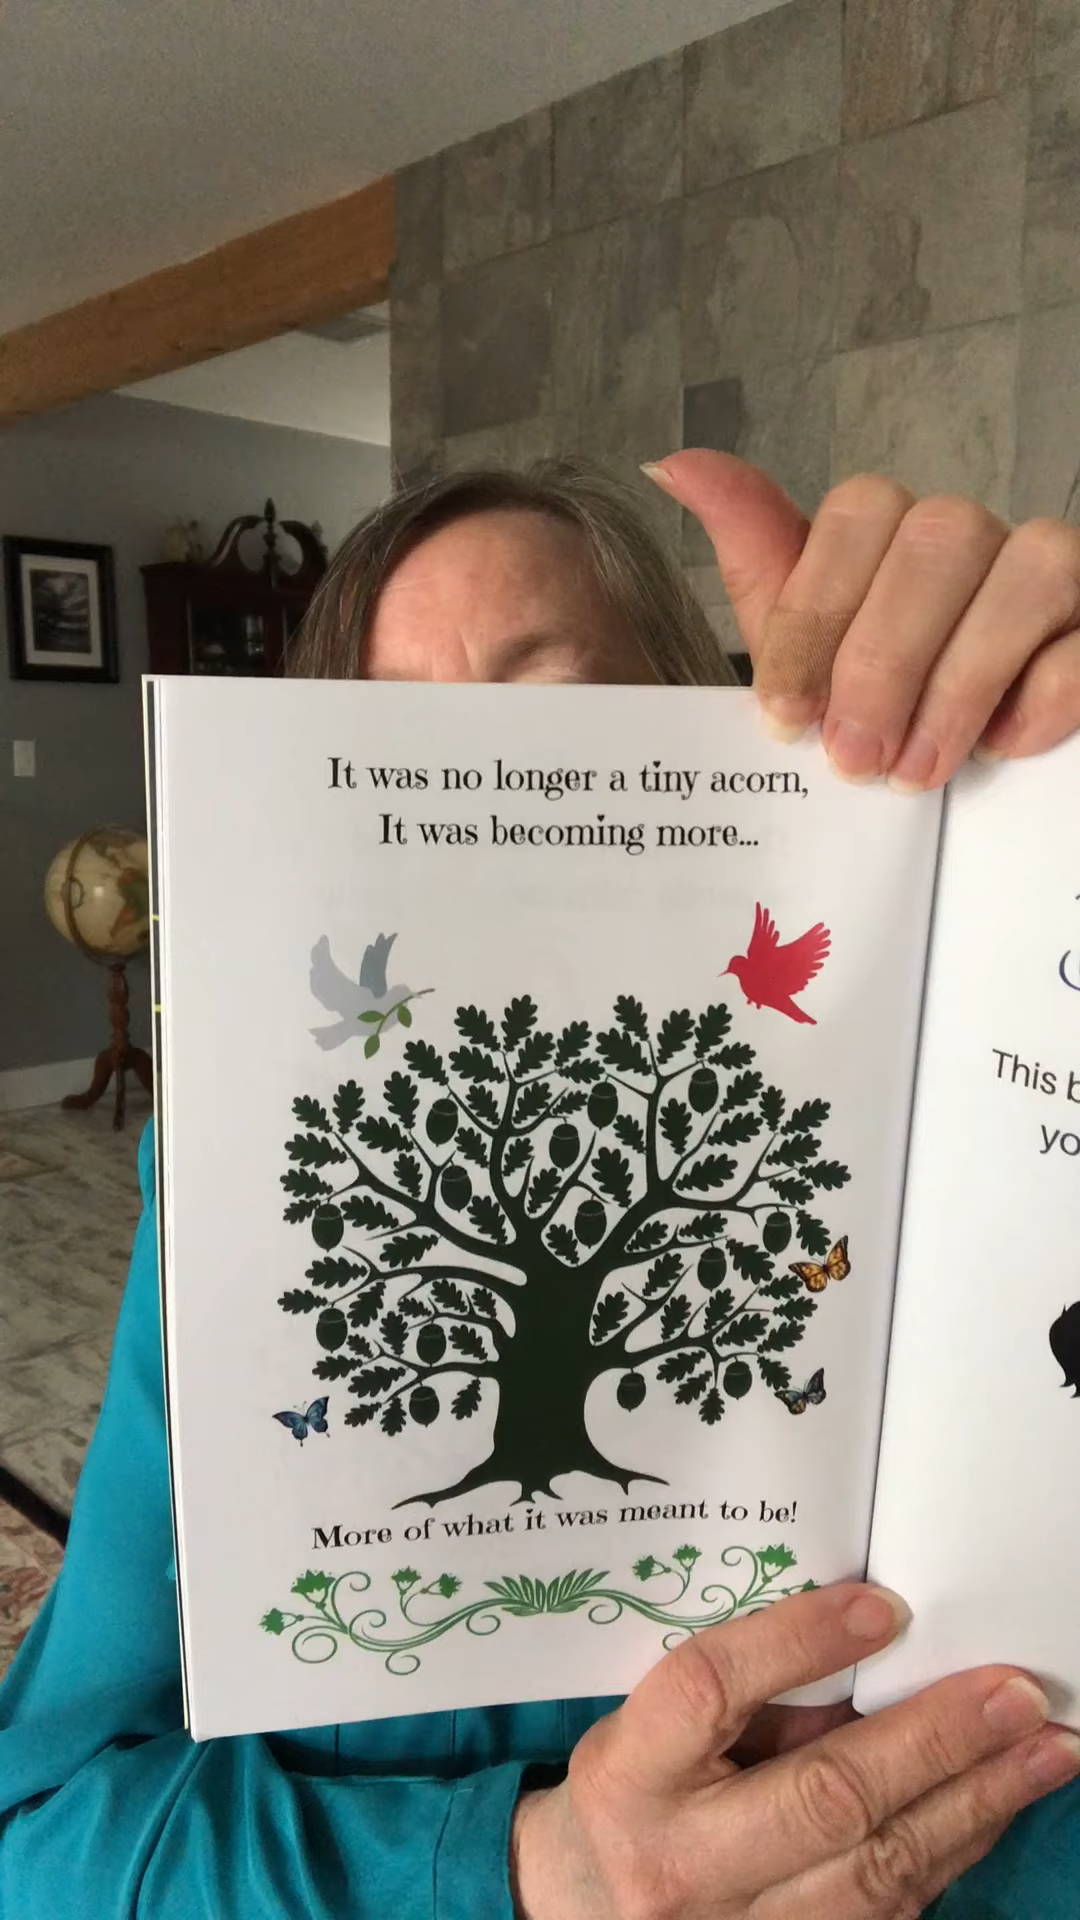 It was no longer a tiny acorn,
It was becoming more...
More of what it was meant to be!
This